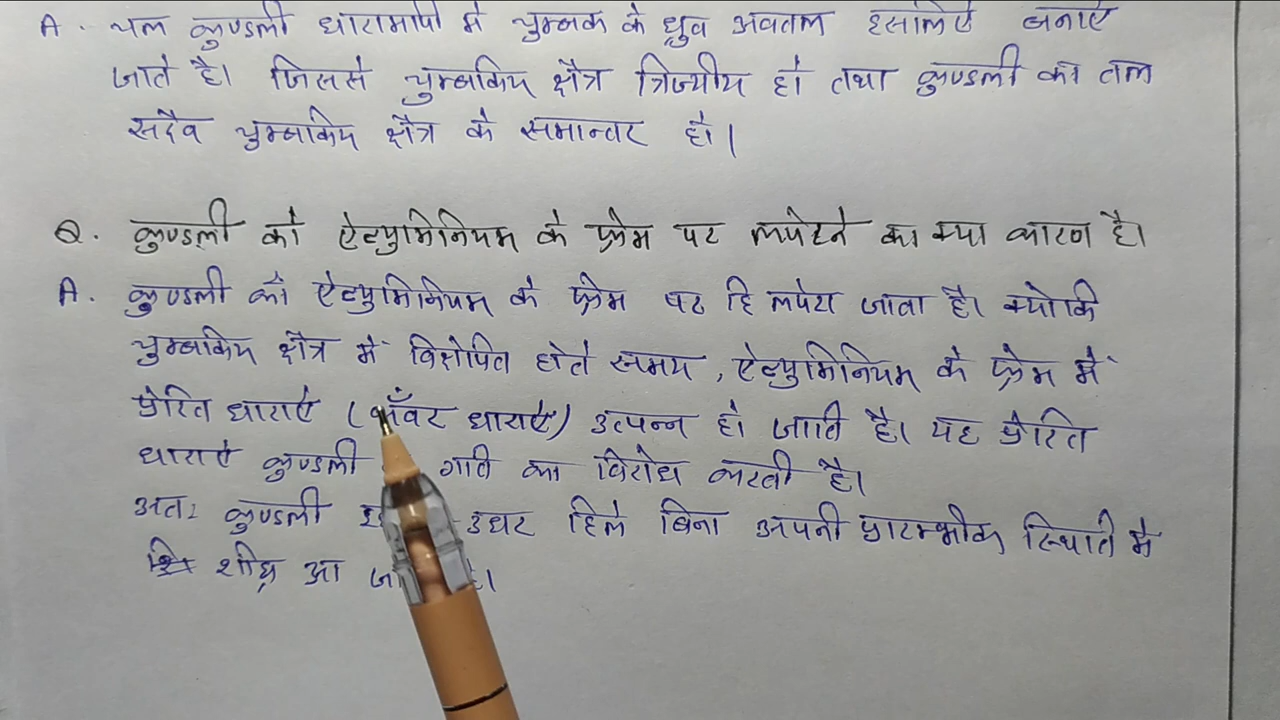 A. चल कुण्डली धारामापी में चुम्बक के ध्रुव अवतल इसलिए बनाए
जाते है। जिससे चुम्बकिय क्षैत्र त्रिज्यीय हो तथा कुण्डली का तल
सदैव चुम्बकिय क्षैत्र के समान्तर हो।
Q. कुण्डली को ऐल्युमिनियम के फ्रेम पर लपेटने का क्या कारण है।
A. कुण्डली को ऐल्युमिनियम के फ्रेम पर हि लपेटा जाता है। क्योकि
चुम्बकिय क्षैत्र में विक्षेपित होते समय, ऐल्युमिनियम के फ्रेम में
प्रेरित धाराऐ (भँवर धाराऐ) उत्पन्न हो जाति है। यह प्रेरित
धाराऐ कुण्डली गति का विरोध करती है।
अतः कुण्डली उधर हिले बिना अपनी प्रारम्भीक स्थिति में
शीघ्र आ है।